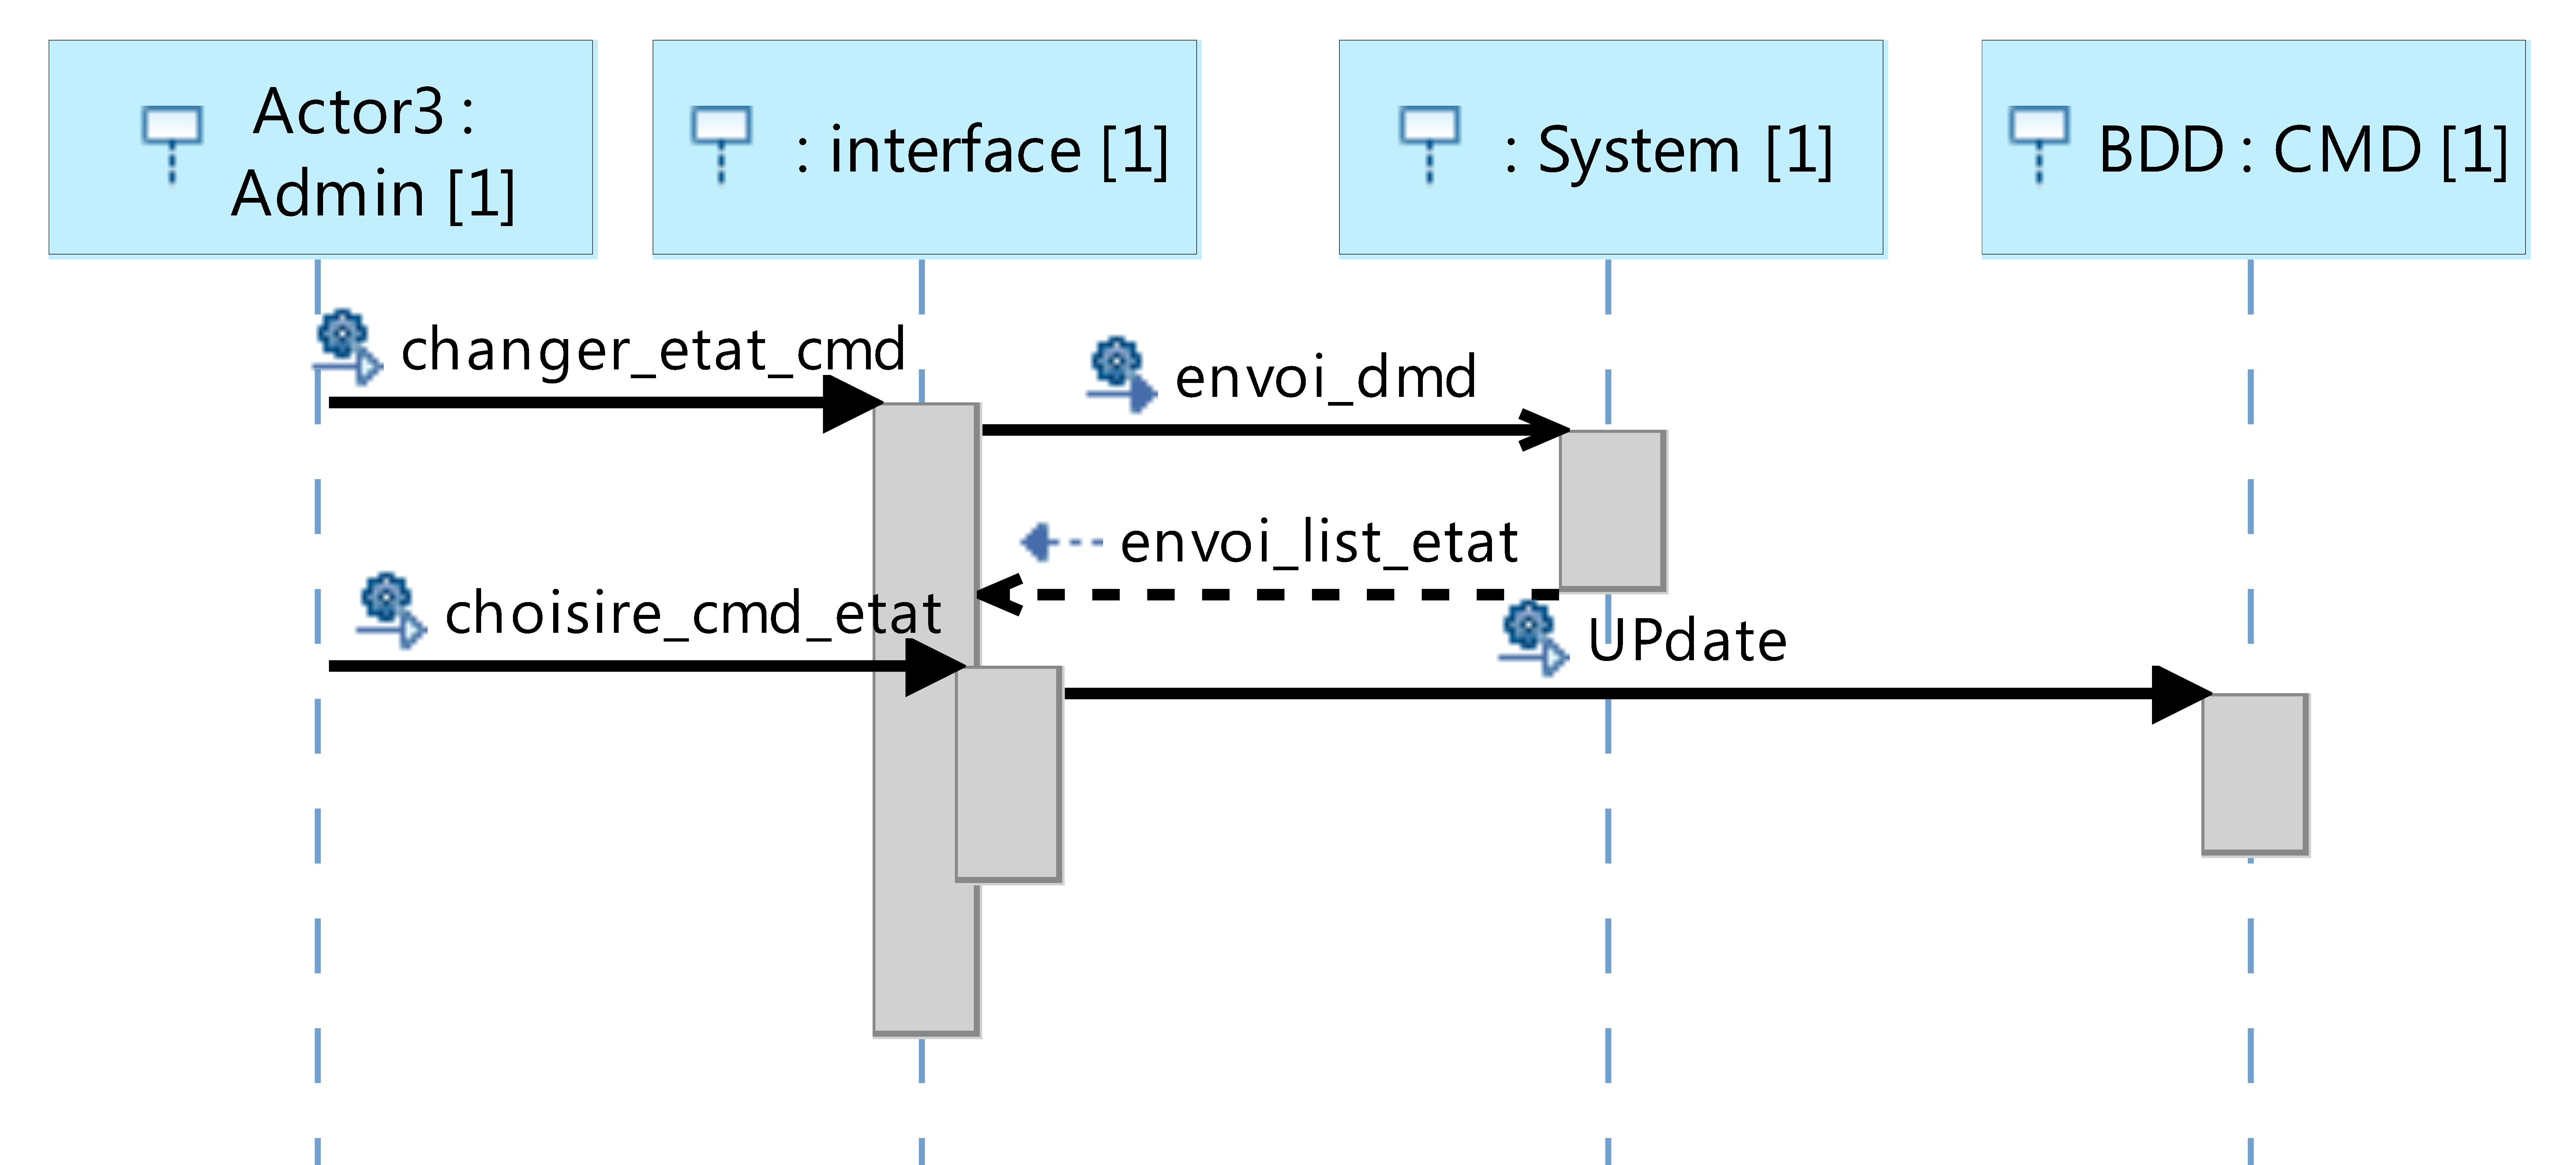 Actor3 :
Admin [1]
: interface [1]
: System [1]
BDD : CMD [1]
changer_etat_cmd
envoi_dmd
envoi_list_etat
choisire_cmd_etat
UPdate